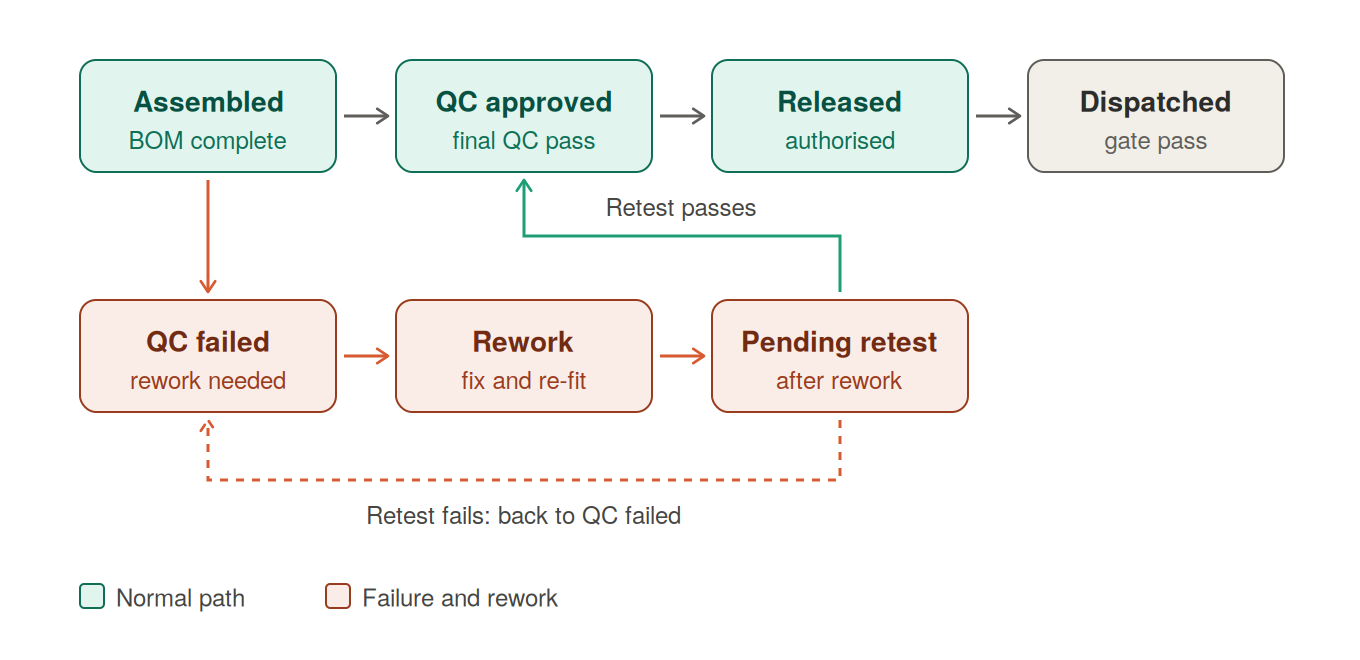 Assembled
BOM complete
QC approved
final QC pass
Released
authorised
Dispatched
gate pass
Retest passes
QC failed
rework needed
Rework
fix and re-fit
Pending retest
after rework
Retest fails: back to QC failed
Normal path
Failure and rework